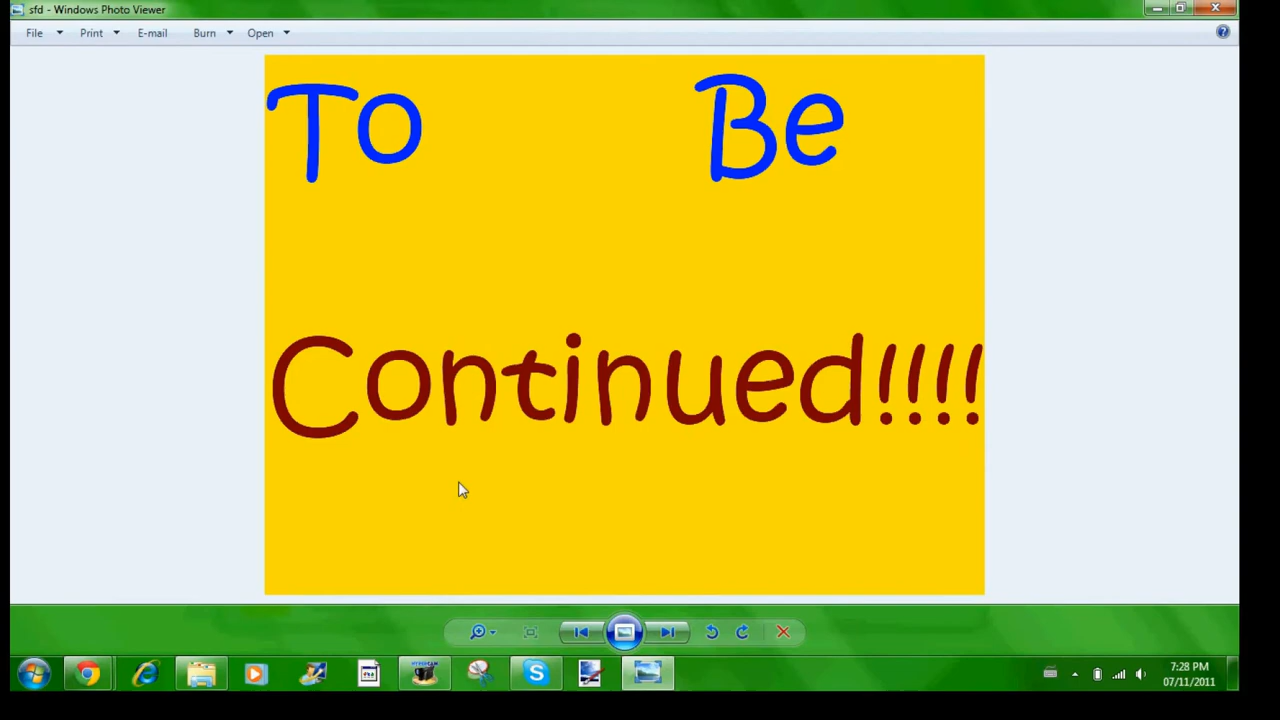 sfd - Windows Photo Viewer
File Print E-mail Burn Open
To Be
Continued!!!!
7:28 PM
07/11/2011